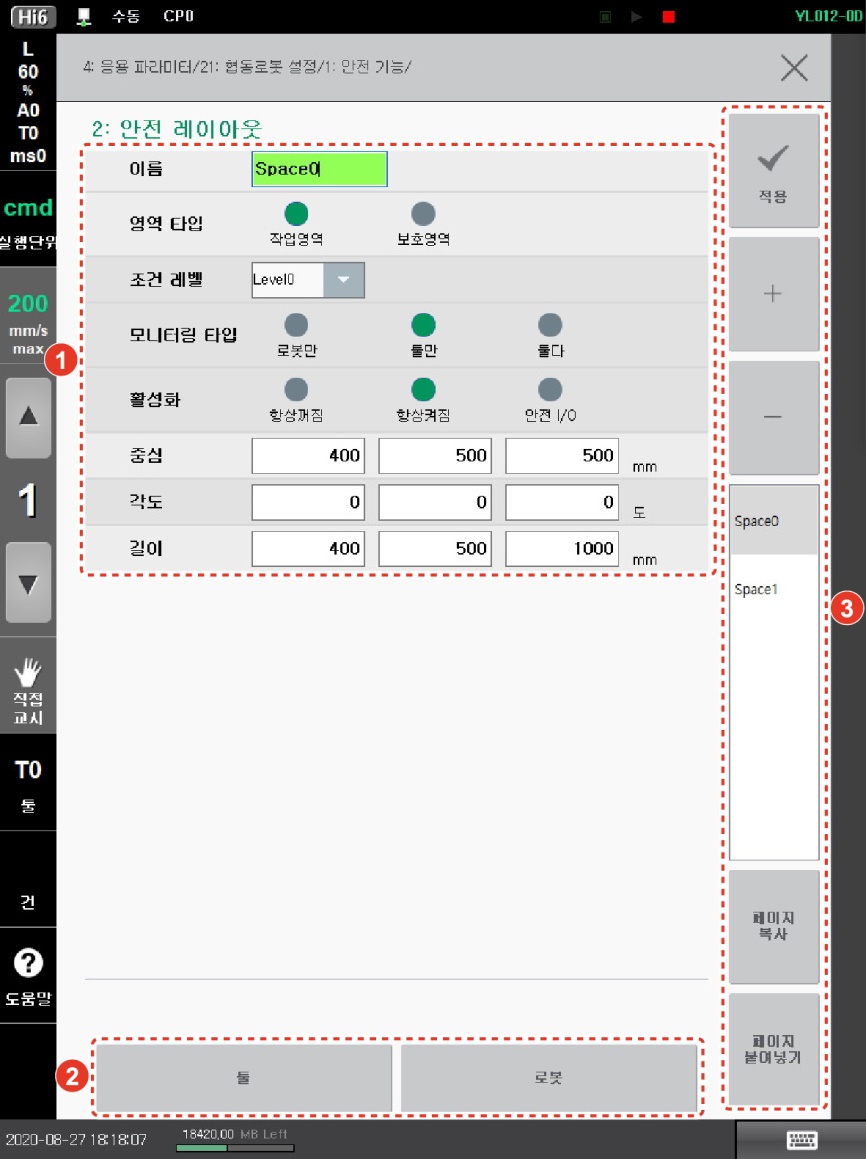 Hi6 수동 CP0 YL012-0D
L
60
%
A0
T0
ms0
cmd
실행단위
200
mm/s
max
1
직접
교시
T0
툴
건
?
도움말
4: 응용 파라미터/21: 협동로봇 설정/1: 안전 기능/
2: 안전 레이아웃
이름 Space0
영역 타입
작업영역 보호영역
조건 레벨 Level0
모니터링 타입
로봇만 툴만 둘다
활성화
항상꺼짐 항상켜짐 안전 I/O
중심 400 500 500 mm
각도 0 0 0 도
길이 400 500 1000 mm
1
툴 로봇
2
적용
+
-
Space0
Space1
페이지
복사
페이지
붙여넣기
3
2020-08-27 18:18:07 18420,00 MB Left